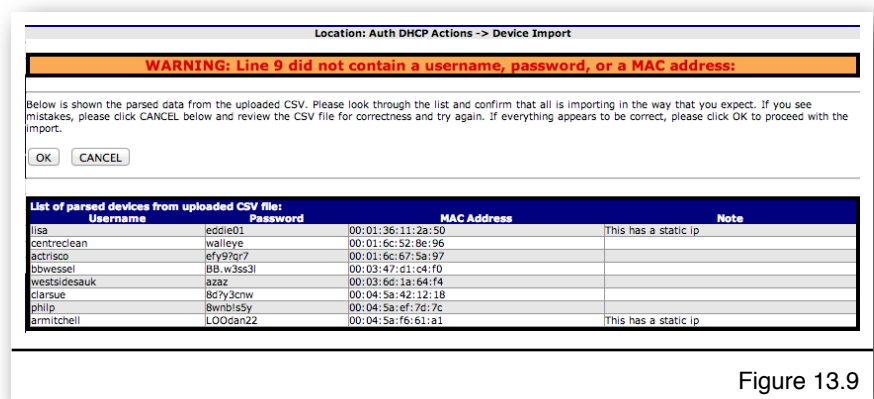 Location: Auth DHCP Actions -> Device Import
WARNING: Line 9 did not contain a username, password, or a MAC address:
Below is shown the parsed data from the uploaded CSV. Please look through the list and confirm that all is importing in the way that you expect. If you see
mistakes, please click CANCEL below and review the CSV file for correctness and try again. If everything appears to be correct, please click OK to proceed with the
import.
OK CANCEL
List of parsed devices from uploaded CSV file:
Username Password MAC Address Note
lisa eddie01 00:01:36:11:2a:50 This has a static ip
centreclean walleye 00:01:6c:52:8e:96
actrisco efy9?qr7 00:01:6c:67:5a:97
bbwessel BB.w3ss3l 00:03:47:d1:c4:f0
westsidesauk azaz 00:03:6d:1a:64:f4
clarsue 8d?y3cnw 00:04:5a:42:12:18
philp 8wnb!s5y 00:04:5a:ef:7d:7c
armitchell LOOdan22 00:04:5a:f6:61:a1 This has a static ip
Figure 13.9